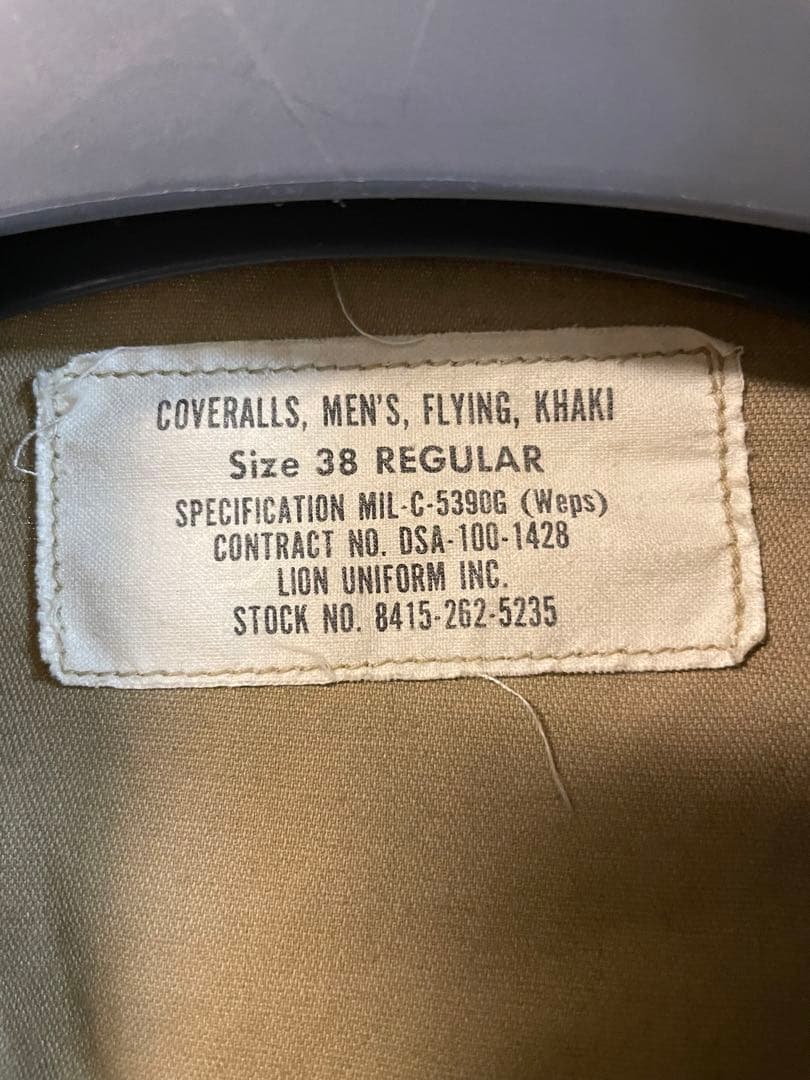 COVERALLS, MEN'S, FLYING, KHAKI
Size 38 REGULAR
SPECIFICATION MIL-C-5390G (Weps)
CONTRACT NO. DSA-100-1428
LION UNIFORM INC.
STOCK NO. 8415-262-5235